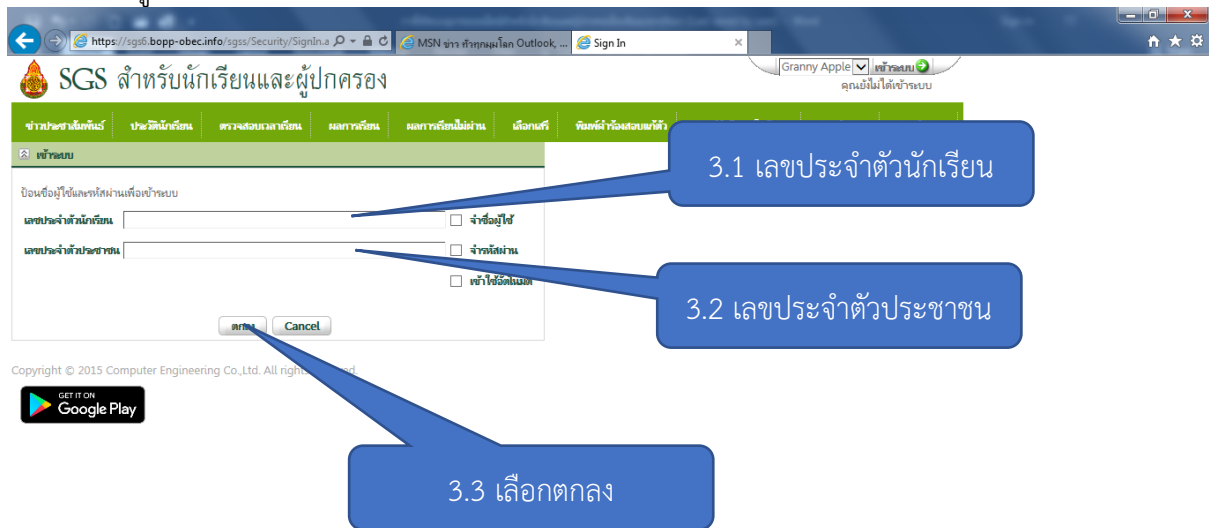 https://sgs6.bopp-obec.info/sgss/Security/SignIn.a
MSN ข่าว ทั่วทุกมุมโลก Outlook, ...
Sign In
SGS สำหรับนักเรียนและผู้ปกครอง
Granny Apple
เข้าระบบ
คุณยังไม่ได้เข้าระบบ
ข่าวประชาสัมพันธ์ ประวัตินักเรียน ตรวจสอบเวลาเรียน ผลการเรียน ผลการเรียนไม่ผ่าน เลือกเสรี พิมพ์คำร้องสอบแก้ตัว
เข้าระบบ
3.1 เลขประจำตัวนักเรียน
ป้อนชื่อผู้ใช้และรหัสผ่านเพื่อเข้าระบบ
เลขประจำตัวนักเรียน
จำชื่อผู้ใช้
เลขประจำตัวประชาชน
จำรหัสผ่าน
เข้าใช้อัตโนมัติ
3.2 เลขประจำตัวประชาชน
ตกลง Cancel
Copyright © 2015 Computer Engineering Co.,Ltd. All rights
GET IT ON
Google Play
3.3 เลือกตกลง